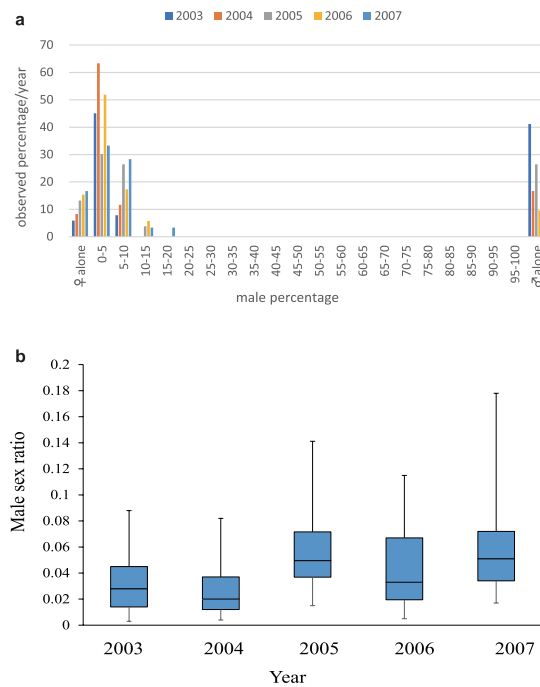 a
2003 2004 2005 2006 2007
observed percentage/year
70
60
50
40
30
20
10
0
♀ alone 0-5 5-10 10-15 15-20 20-25 25-30 30-35 35-40 40-45 45-50 50-55 55-60 60-65 65-70 70-75 75-80 80-85 85-90 90-95 95-100 ♂alone
male percentage
b
Male sex ratio
0.2
0.18
0.16
0.14
0.12
0.1
0.08
0.06
0.04
0.02
0
2003 2004 2005 2006 2007
Year